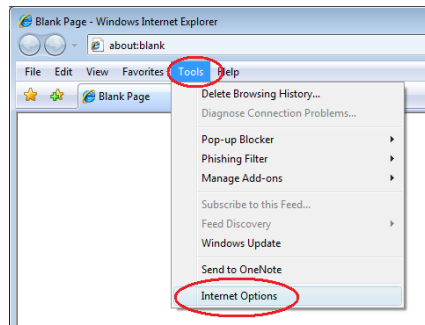 Blank Page - Windows Internet Explorer
about:blank
File Edit View Favorites Tools Help
Blank Page
Delete Browsing History...
Diagnose Connection Problems...
Pop-up Blocker
Phishing Filter
Manage Add-ons
Subscribe to this Feed...
Feed Discovery
Windows Update
Send to OneNote
Internet Options